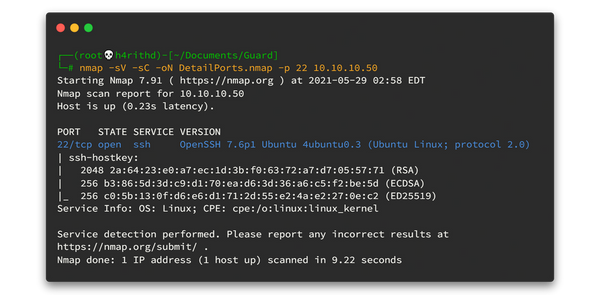 ┌──(root💀h4rithd)-[~/Documents/Guard]
└─# nmap -sV -sC -oN DetailPorts.nmap -p 22 10.10.10.50
Starting Nmap 7.91 ( https://nmap.org ) at 2021-05-29 02:58 EDT
Nmap scan report for 10.10.10.50
Host is up (0.23s latency).

PORT   STATE SERVICE VERSION
22/tcp open  ssh     OpenSSH 7.6p1 Ubuntu 4ubuntu0.3 (Ubuntu Linux; protocol 2.0)
| ssh-hostkey:
|   2048 2a:64:23:e0:a7:ec:1d:3b:f0:63:72:a7:d7:05:57:71 (RSA)
|   256 b3:86:5d:3d:c9:d1:70:ea:d6:3d:36:a6:c5:f2:be:5d (ECDSA)
|_  256 c0:5b:13:0f:d6:e6:d1:71:2d:55:e2:4a:e2:27:0e:c2 (ED25519)
Service Info: OS: Linux; CPE: cpe:/o:linux:linux_kernel

Service detection performed. Please report any incorrect results at
https://nmap.org/submit/ .
Nmap done: 1 IP address (1 host up) scanned in 9.22 seconds